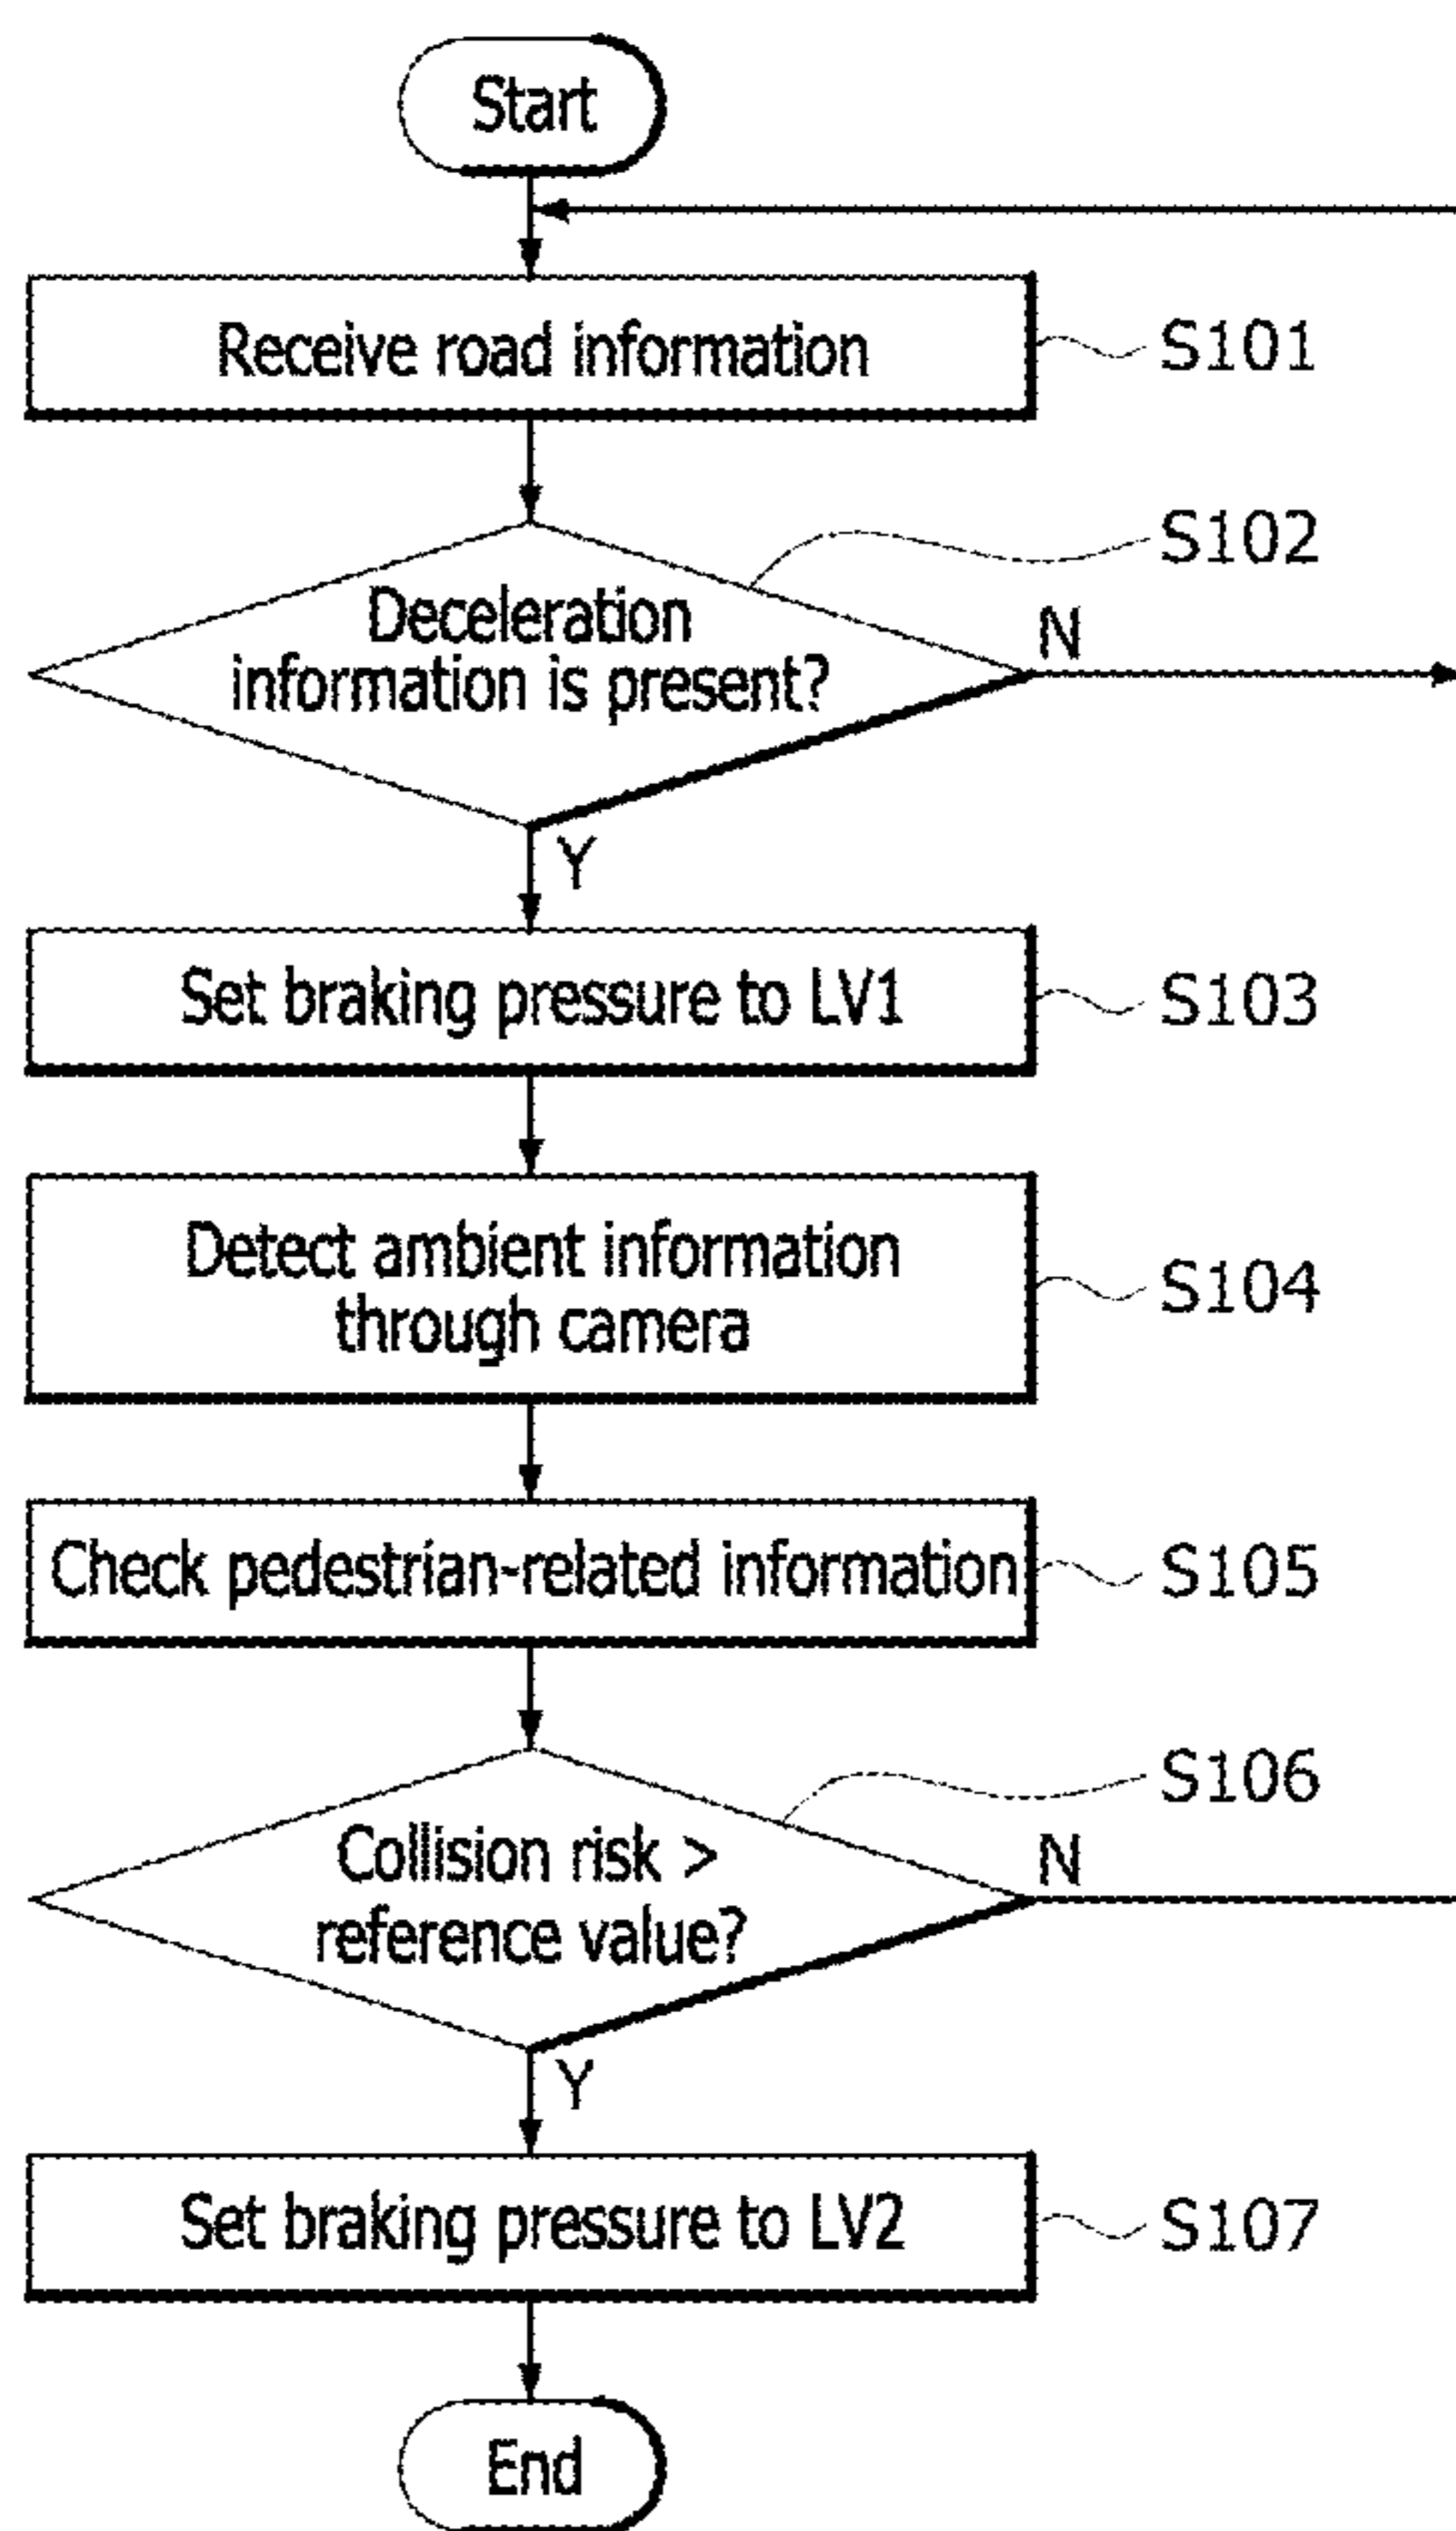 Start
Receive road information
S101
S102
Deceleration
information is present?
N
Y
Set braking pressure to LV1
S103
Detect ambient information
through camera
S104
Check pedestrian-related information
S105
S106
Collision risk >
reference value?
N
Y
Set braking pressure to LV2
S107
End